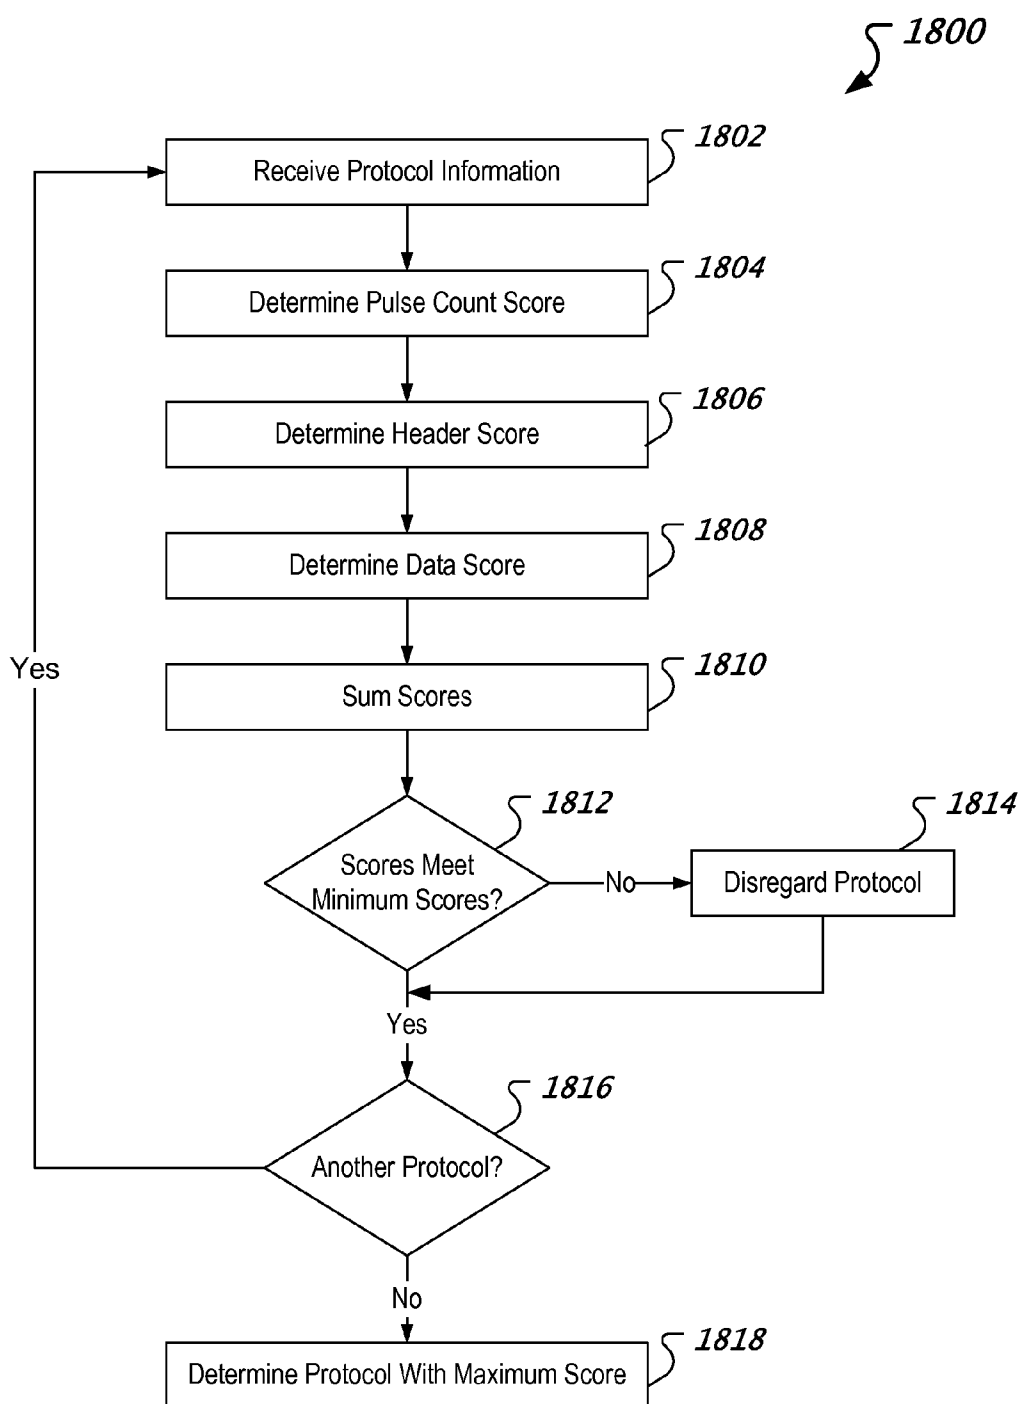 1800
Receive Protocol Information
1802
Determine Pulse Count Score
1804
Determine Header Score
1806
Determine Data Score
1808
Yes
Sum Scores
1810
Scores Meet
Minimum Scores?
1812
No
Disregard Protocol
1814
Yes
Another Protocol?
1816
No
Determine Protocol With Maximum Score
1818